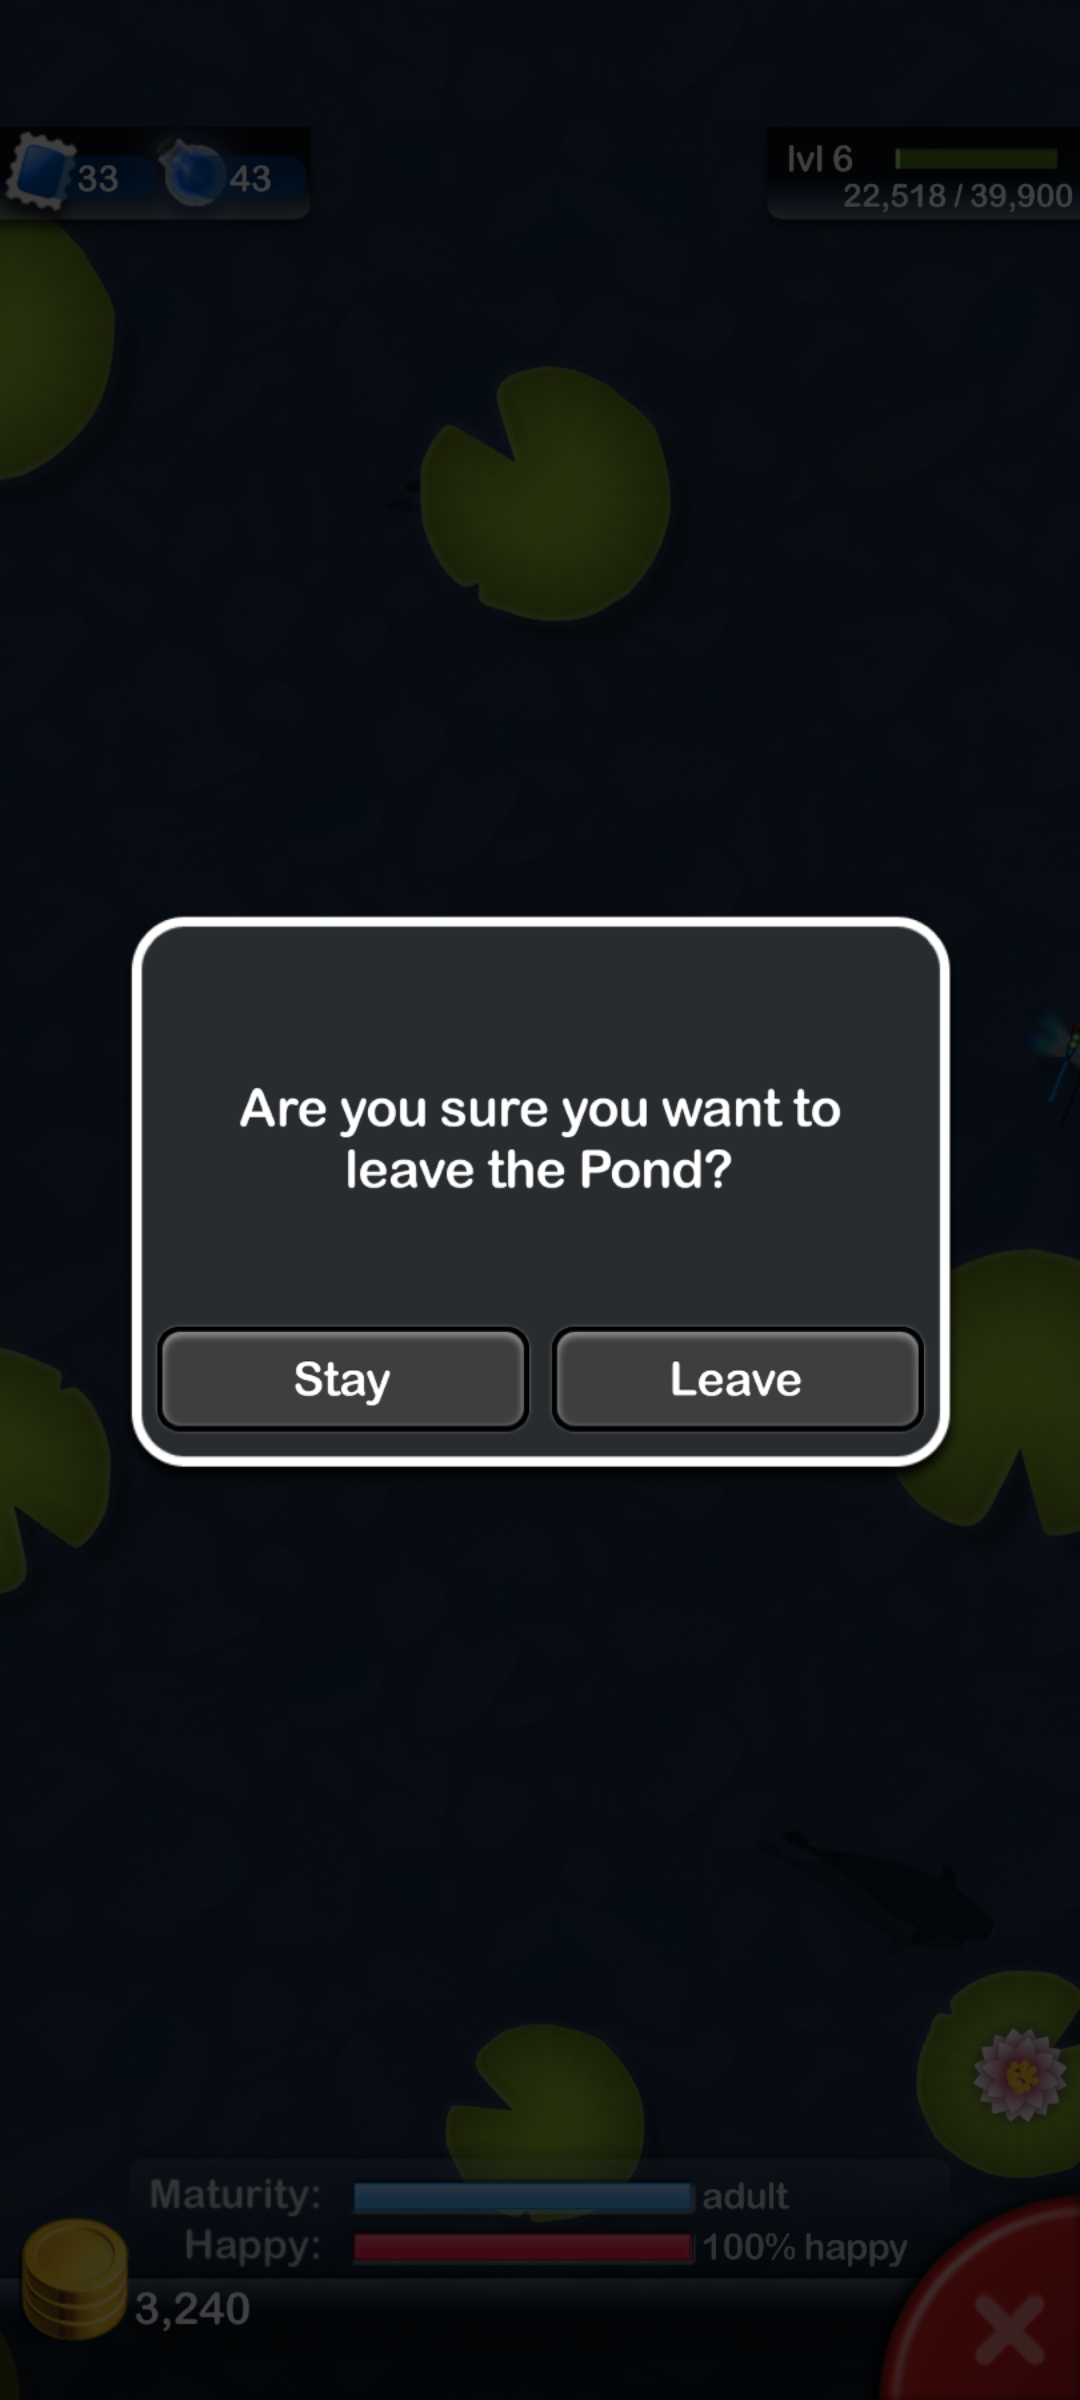 33
43
lvl 6
22,518 / 39,900
Are you sure you want to
leave the Pond?
Stay
Leave
Maturity:
adult
Happy:
100% happy
3,240